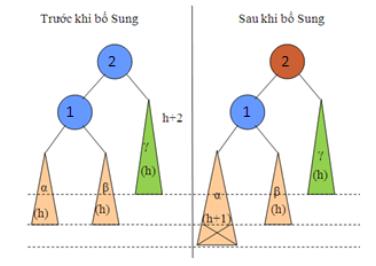 Trước khi bổ Sung
Sau khi bổ Sung
2
2
1
1
h+2
γ
γ
(h)
(h)
α
β
α
β
(h)
(h)
(h+1)
(h)